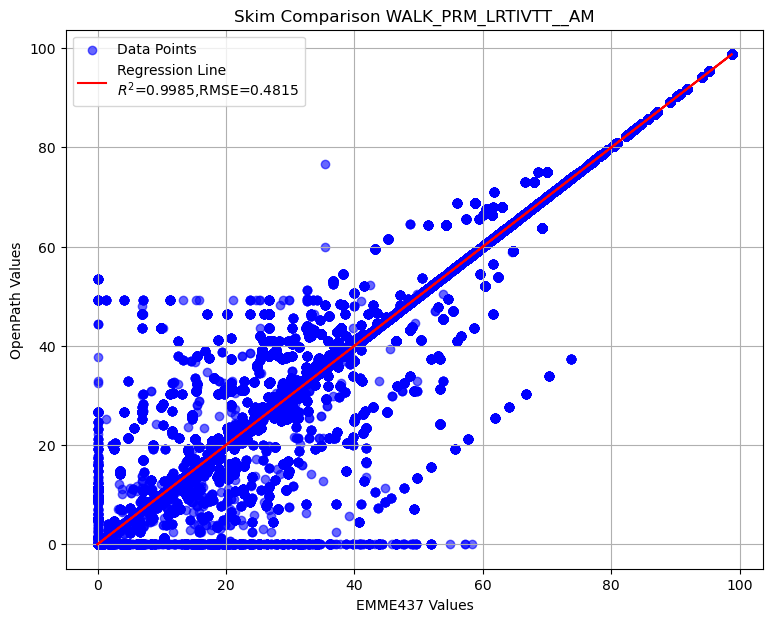 Skim Comparison WALK_PRM_LRTIVTT__AM
Data Points
Regression Line
R²=0.9985,RMSE=0.4815
100
80
60
40
20
0
OpenPath Values
0 20 40 60 80 100
EMME437 Values